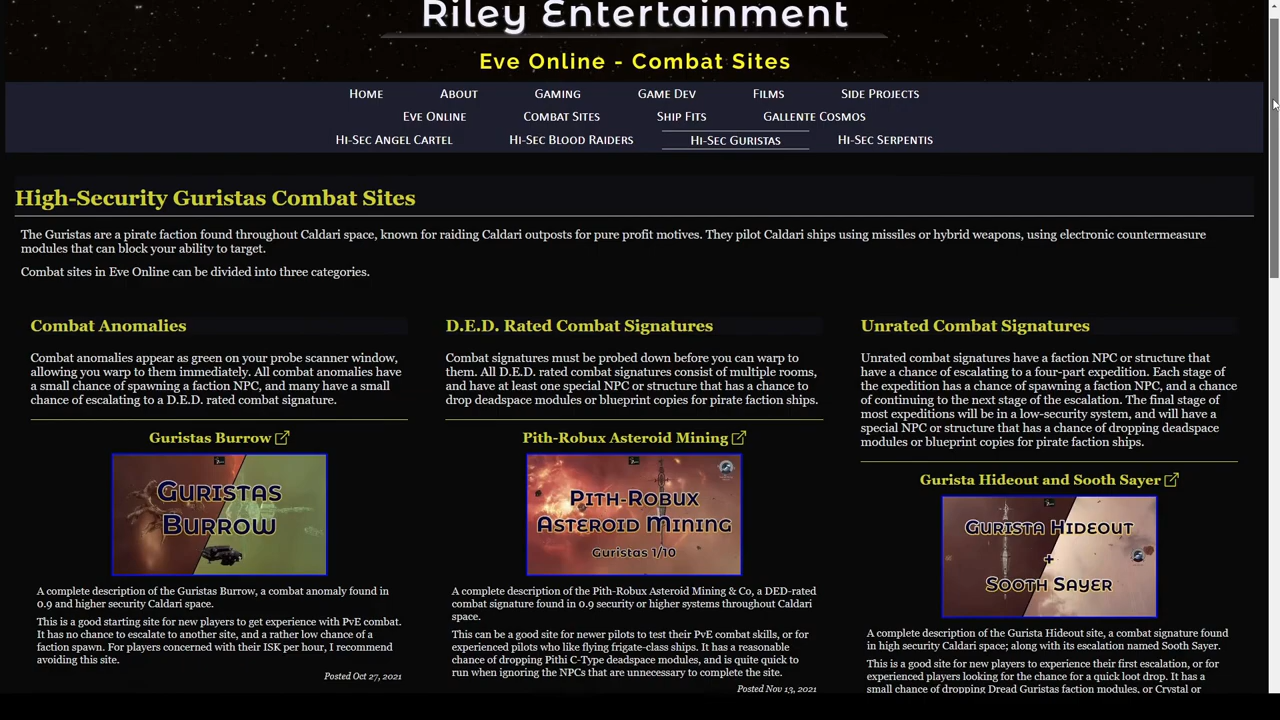 Riley Entertainment
Eve Online - Combat Sites
HOME ABOUT GAMING GAME DEV FILMS SIDE PROJECTS
EVE ONLINE COMBAT SITES SHIP FITS GALLENTE COSMOS
HI-SEC ANGEL CARTEL HI-SEC BLOOD RAIDERS HI-SEC GURISTAS HI-SEC SERPENTIS
High-Security Guristas Combat Sites
The Guristas are a pirate faction found throughout Caldari space, known for raiding Caldari outposts for pure profit motives. They pilot Caldari ships using missiles or hybrid weapons, using electronic countermeasure
modules that can block your ability to target.
Combat sites in Eve Online can be divided into three categories.
Combat Anomalies
Combat anomalies appear as green on your probe scanner window,
allowing you warp to them immediately. All combat anomalies have
a small chance of spawning a faction NPC, and many have a small
chance of escalating to a D.E.D. rated combat signature.
Guristas Burrow
GURISTAS
BURROW
A complete description of the Guristas Burrow, a combat anomaly found in
0.9 and higher security Caldari space.
This is a good starting site for new players to get experience with PvE combat.
It has no chance to escalate to another site, and a rather low chance of a
faction spawn. For players concerned with their ISK per hour, I recommend
avoiding this site.
Posted Oct 27, 2021
D.E.D. Rated Combat Signatures
Combat signatures must be probed down before you can warp to
them. All D.E.D. rated combat signatures consist of multiple rooms,
and have at least one special NPC or structure that has a chance to
drop deadspace modules or blueprint copies for pirate faction ships.
Pith-Robux Asteroid Mining
PITH-ROBUX
ASTEROID MINING
Guristas 1/10
A complete description of the Pith-Robux Asteroid Mining & Co, a DED-rated
combat signature found in 0.9 security or higher systems throughout Caldari
space.
This can be a good site for newer pilots to test their PvE combat skills, or for
experienced pilots who like flying frigate-class ships. It has a reasonable
chance of dropping Pithi C-Type deadspace modules, and is quite quick to
run when ignoring the NPCs that are unnecessary to complete the site.
Posted Nov 13, 2021
Unrated Combat Signatures
Unrated combat signatures have a faction NPC or structure that
have a chance of escalating to a four-part expedition. Each stage of
the expedition has a chance of spawning a faction NPC, and a chance
of continuing to the next stage of the escalation. The final stage of
most expeditions will be in a low-security system, and will have a
special NPC or structure that has a chance of dropping deadspace
modules or blueprint copies for pirate faction ships.
Gurista Hideout and Sooth Sayer
GURISTA HIDEOUT
+
SOOTH SAYER
A complete description of the Gurista Hideout site, a combat signature found
in high security Caldari space; along with its escalation named Sooth Sayer.
This is a good site for new players to experience their first escalation, or for
experienced players looking for the chance for a quick loot drop. It has a
small chance of dropping Dread Guristas faction modules, or Crystal or